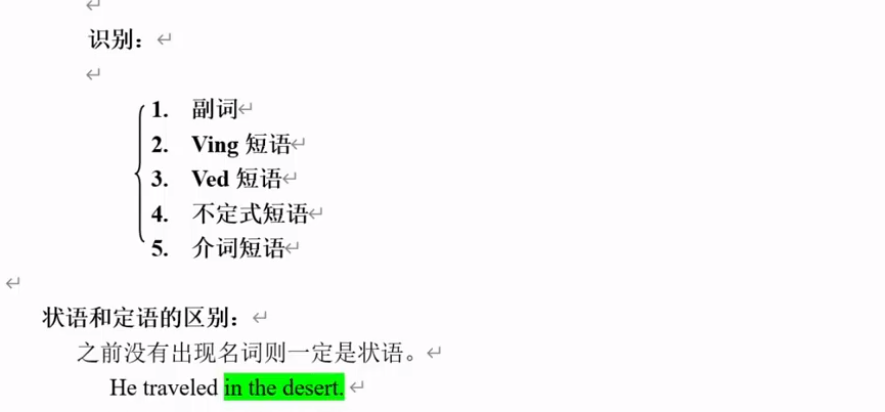 识别：
1. 副词
2. Ving 短语
3. Ved 短语
4. 不定式短语
5. 介词短语
状语和定语的区别：
之前没有出现名词则一定是状语。
He traveled in the desert.